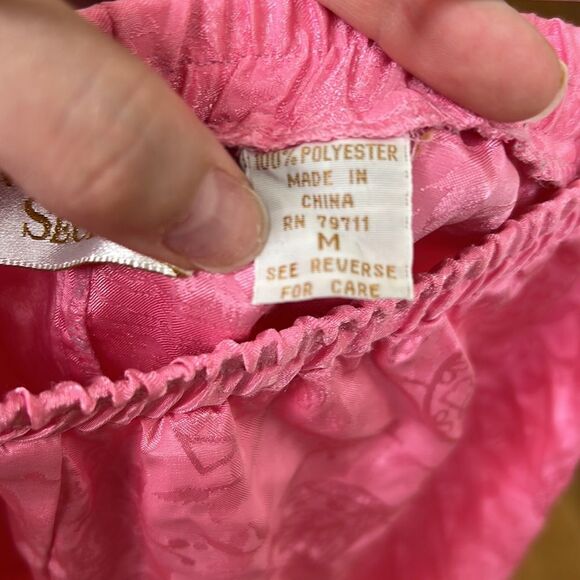 100% POLYESTER
MADE IN
CHINA
RN 79711
M
SEE REVERSE
FOR CARE